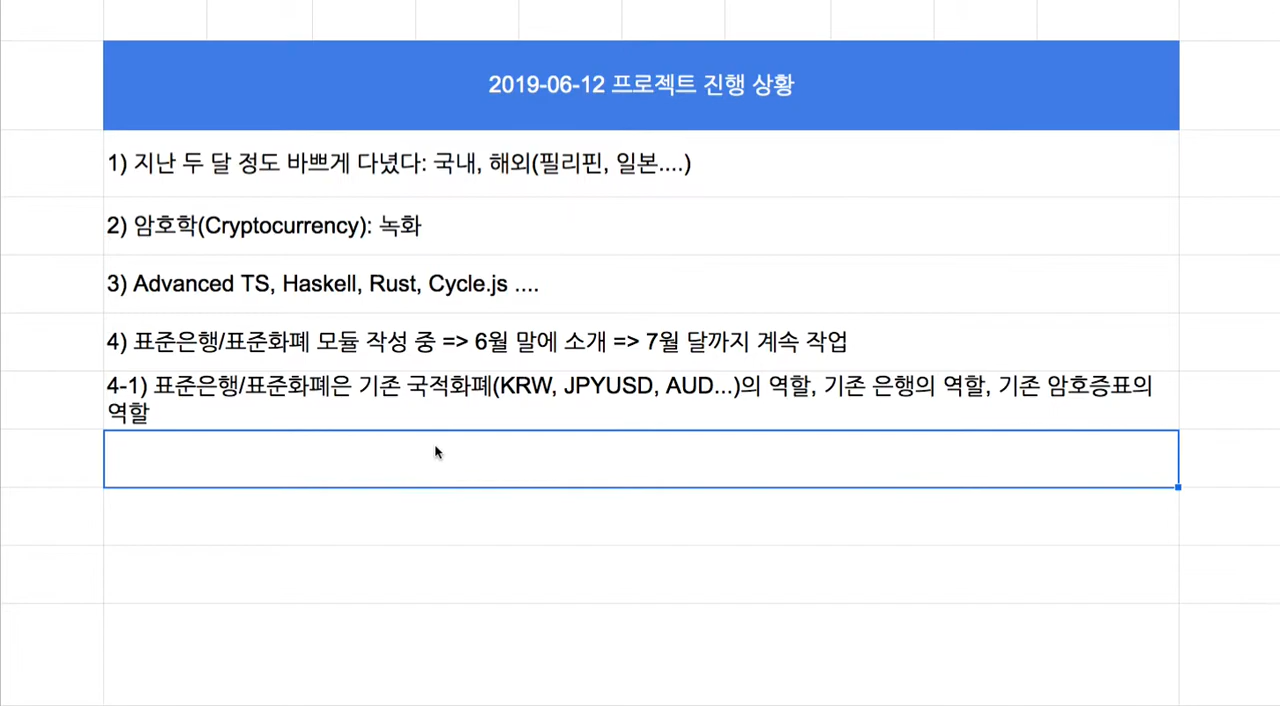 2019-06-12 프로젝트 진행 상황
1) 지난 두 달 정도 바쁘게 다녔다: 국내, 해외(필리핀, 일본....)
2) 암호학(Cryptocurrency): 녹화
3) Advanced TS, Haskell, Rust, Cycle.js ....
4) 표준은행/표준화폐 모듈 작성 중 => 6월 말에 소개 => 7월 달까지 계속 작업
4-1) 표준은행/표준화폐은 기존 국적화폐(KRW, JPYUSD, AUD...)의 역할, 기존 은행의 역할, 기존 암호증표의
역할